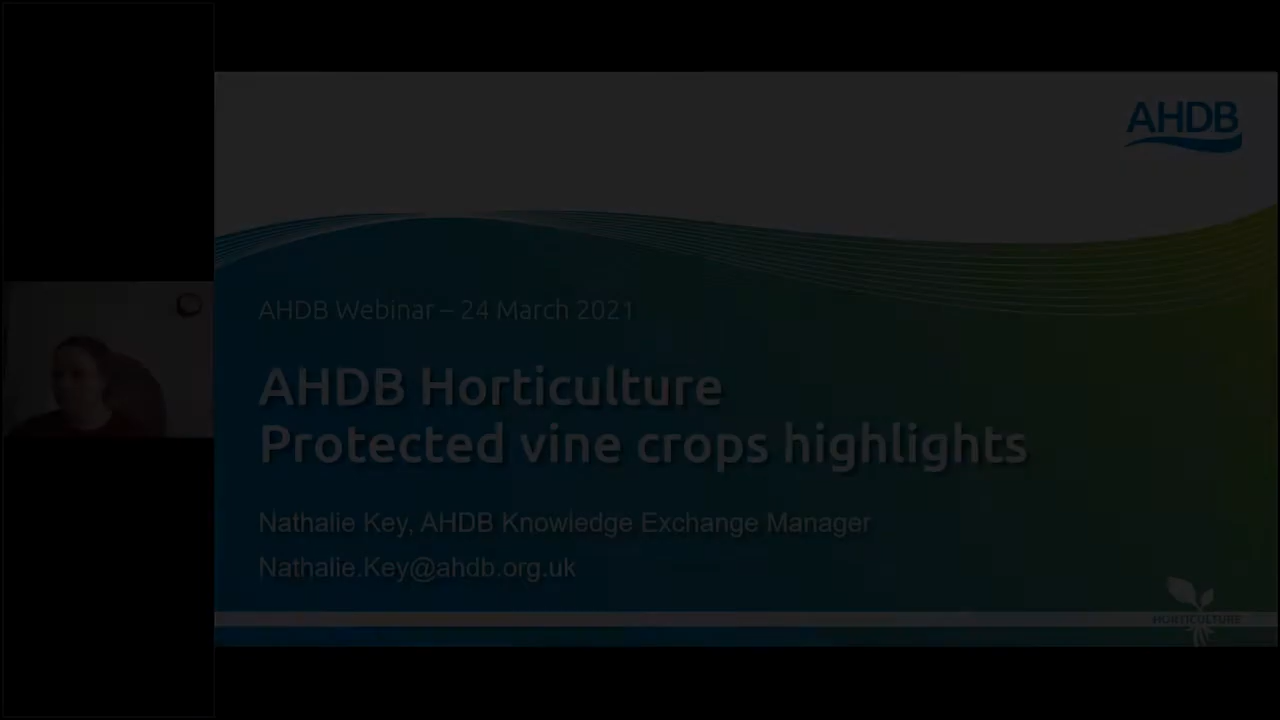 AHDB
AHDB Webinar – 24 March 2021
AHDB Horticulture
Protected vine crops highlights
Nathalie Key, AHDB Knowledge Exchange Manager
Nathalie.Key@ahdb.org.uk
HORTICULTURE